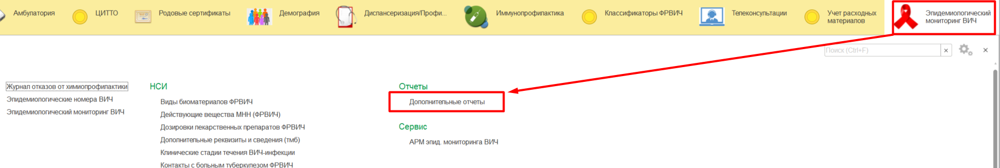 Амбулатория
ЦИТТО
Родовые сертификаты
Демография
Диспансеризация/Профи...
Иммунопрофилактика
Классификаторы ФРВИЧ
Телеконсультации
Учет расходных
материалов
Эпидемиологический
мониторинг ВИЧ
Поиск (Ctrl+F)
Журнал отказов от химиопрофилактики
Эпидемиологические номера ВИЧ
Эпидемиологический мониторинг ВИЧ
НСИ
Виды биоматериалов ФРВИЧ
Действующие вещества МНН (ФРВИЧ)
Дозировки лекарственных препаратов ФРВИЧ
Дополнительные реквизиты и сведения (тмб)
Клинические стадии течения ВИЧ-инфекции
Контакты с больным туберкулезом ФРВИЧ
Отчеты
Дополнительные отчеты
Сервис
АРМ эпид. мониторинга ВИЧ